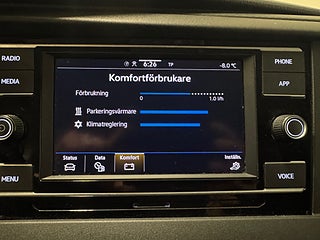 RADIO
MEDIA
MENU
6:26 TP -8.0 °C
Komfortförbrukare
Förbrukning
0 1.0 l/h
Parkeringsvärmare
Klimatreglering
Status Data Komfort Inställn.
PHONE
APP
VOICE